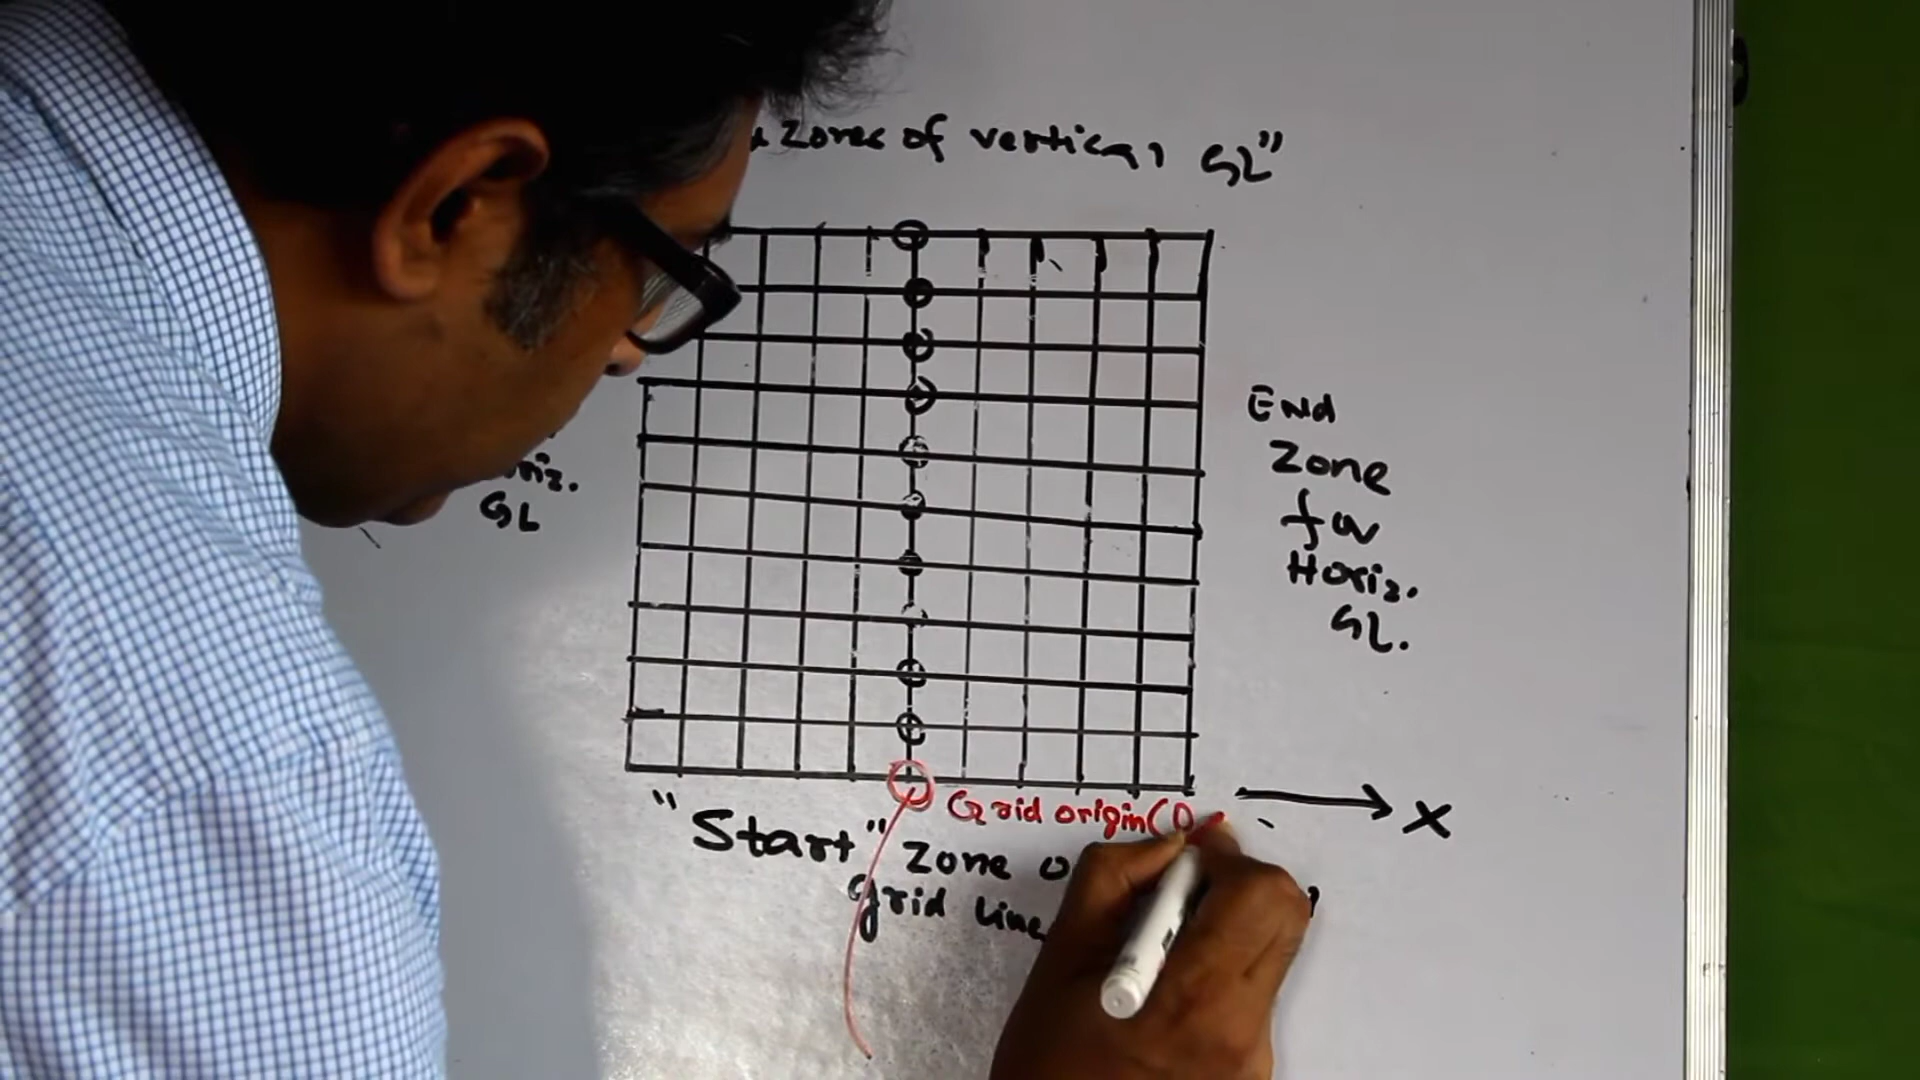 Zones of vertical GL"
Horiz.
GL
End
Zone
for
Horiz.
GL.
Grid origin(0,
X
"Start" Zone
grid line